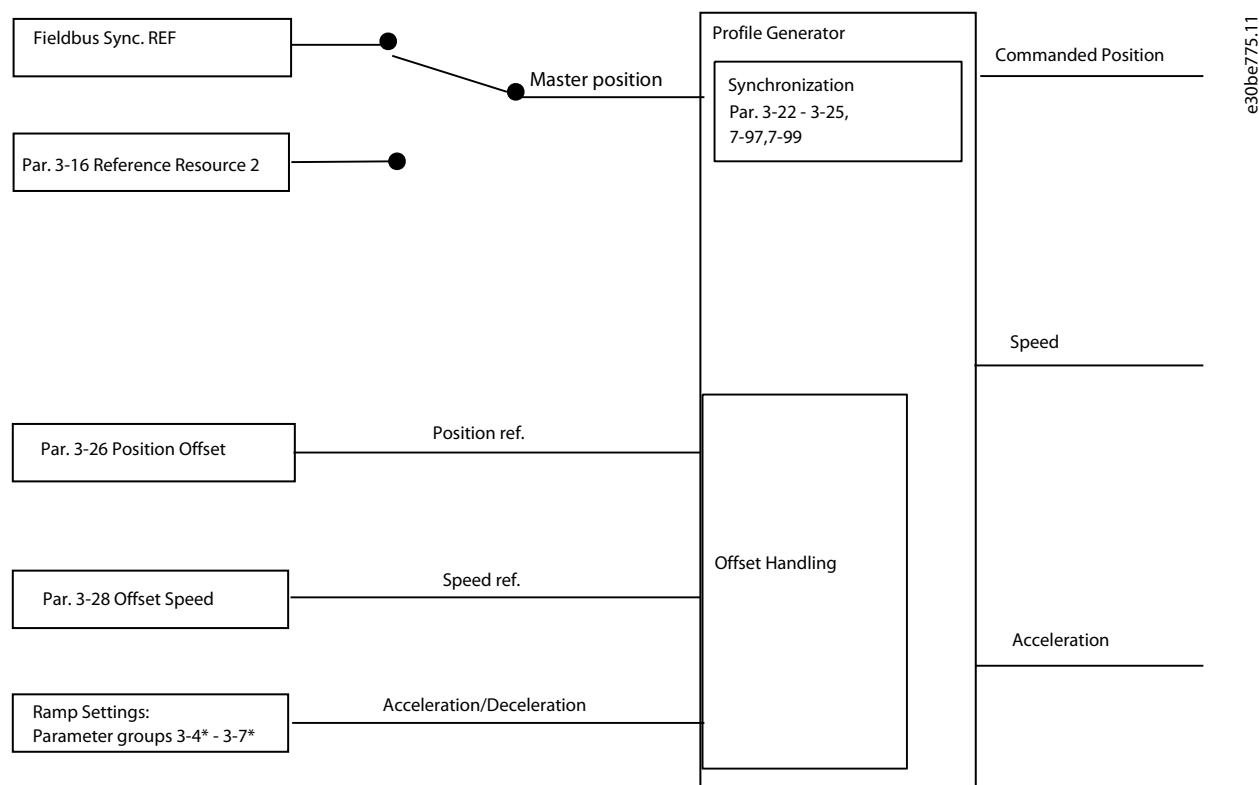 Fieldbus Sync. REF
Master position
Par. 3-16 Reference Resource 2
Profile Generator
Synchronization
Par. 3-22 - 3-25,
7-97,7-99
Commanded Position
e30be775.11
Speed
Par. 3-26 Position Offset
Position ref.
Offset Handling
Par. 3-28 Offset Speed
Speed ref.
Acceleration
Ramp Settings:
Parameter groups 3-4* - 3-7*
Acceleration/Deceleration